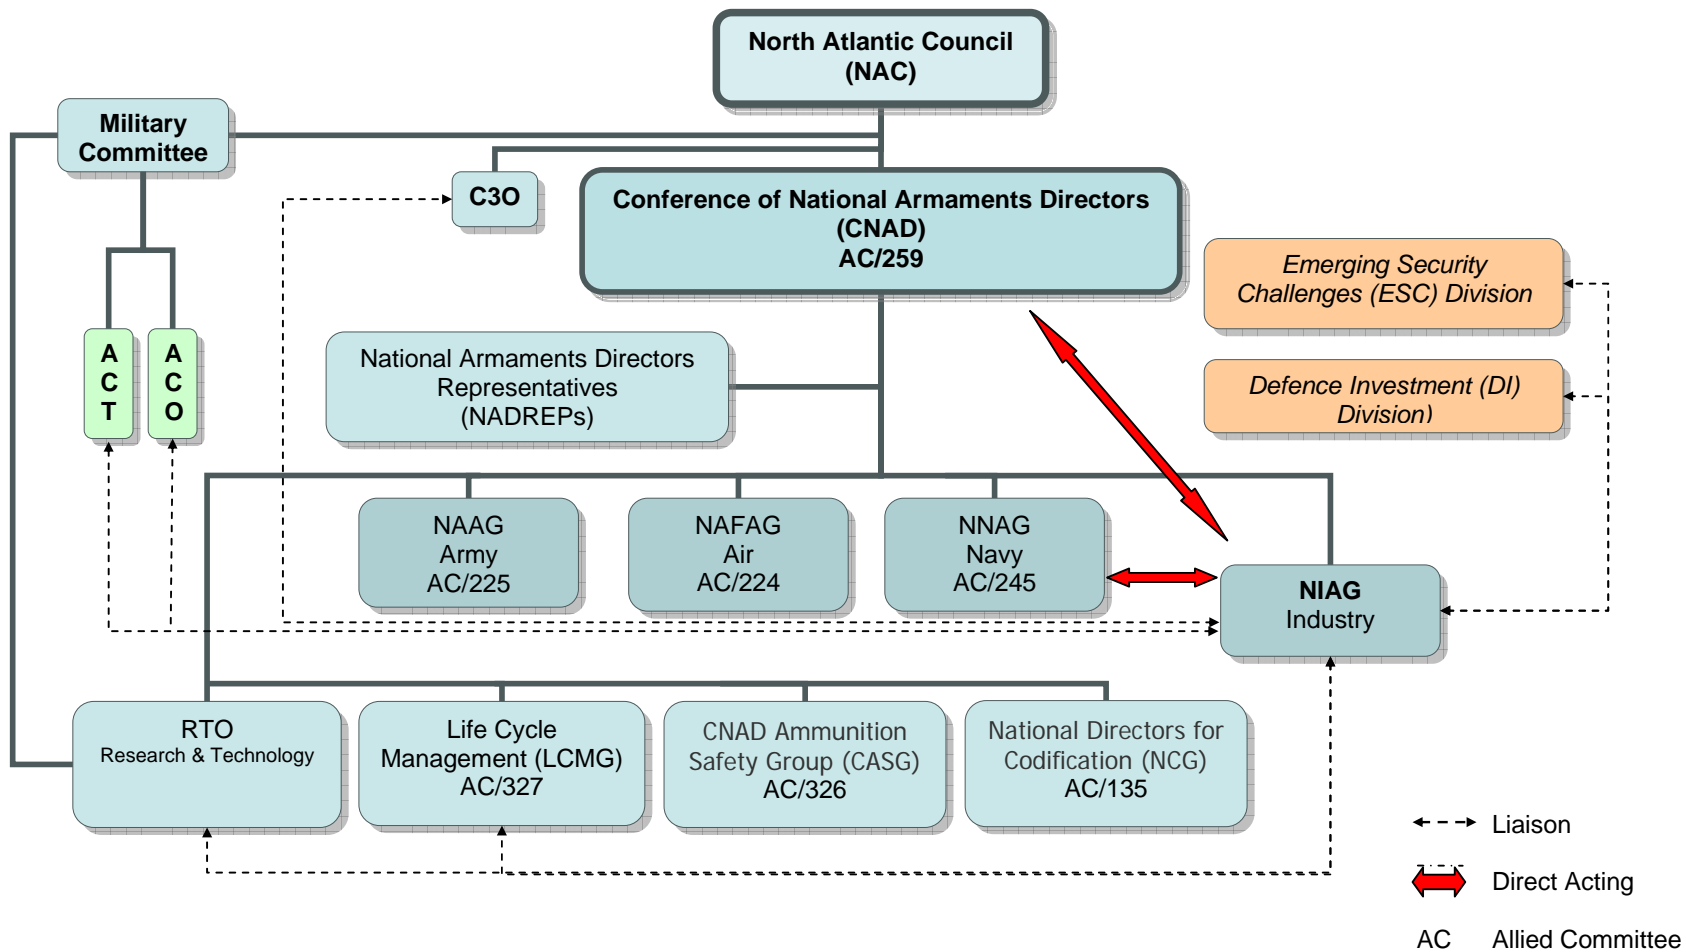 North Atlantic Council
(NAC)
Military
Committee
C3O
Conference of National Armaments Directors
(CNAD)
AC/259
Emerging Security
Challenges (ESC) Division
Defence Investment (DI)
Division)
A
C
T
A
C
O
National Armaments Directors
Representatives
(NADREPs)
NAAG
Army
AC/225
NAFAG
Air
AC/224
NNAG
Navy
AC/245
NIAG
Industry
RTO
Research & Technology
Life Cycle
Management (LCMG)
AC/327
CNAD Ammunition
Safety Group (CASG)
AC/326
National Directors for
Codification (NCG)
AC/135
Liaison
Direct Acting
AC Allied Committee